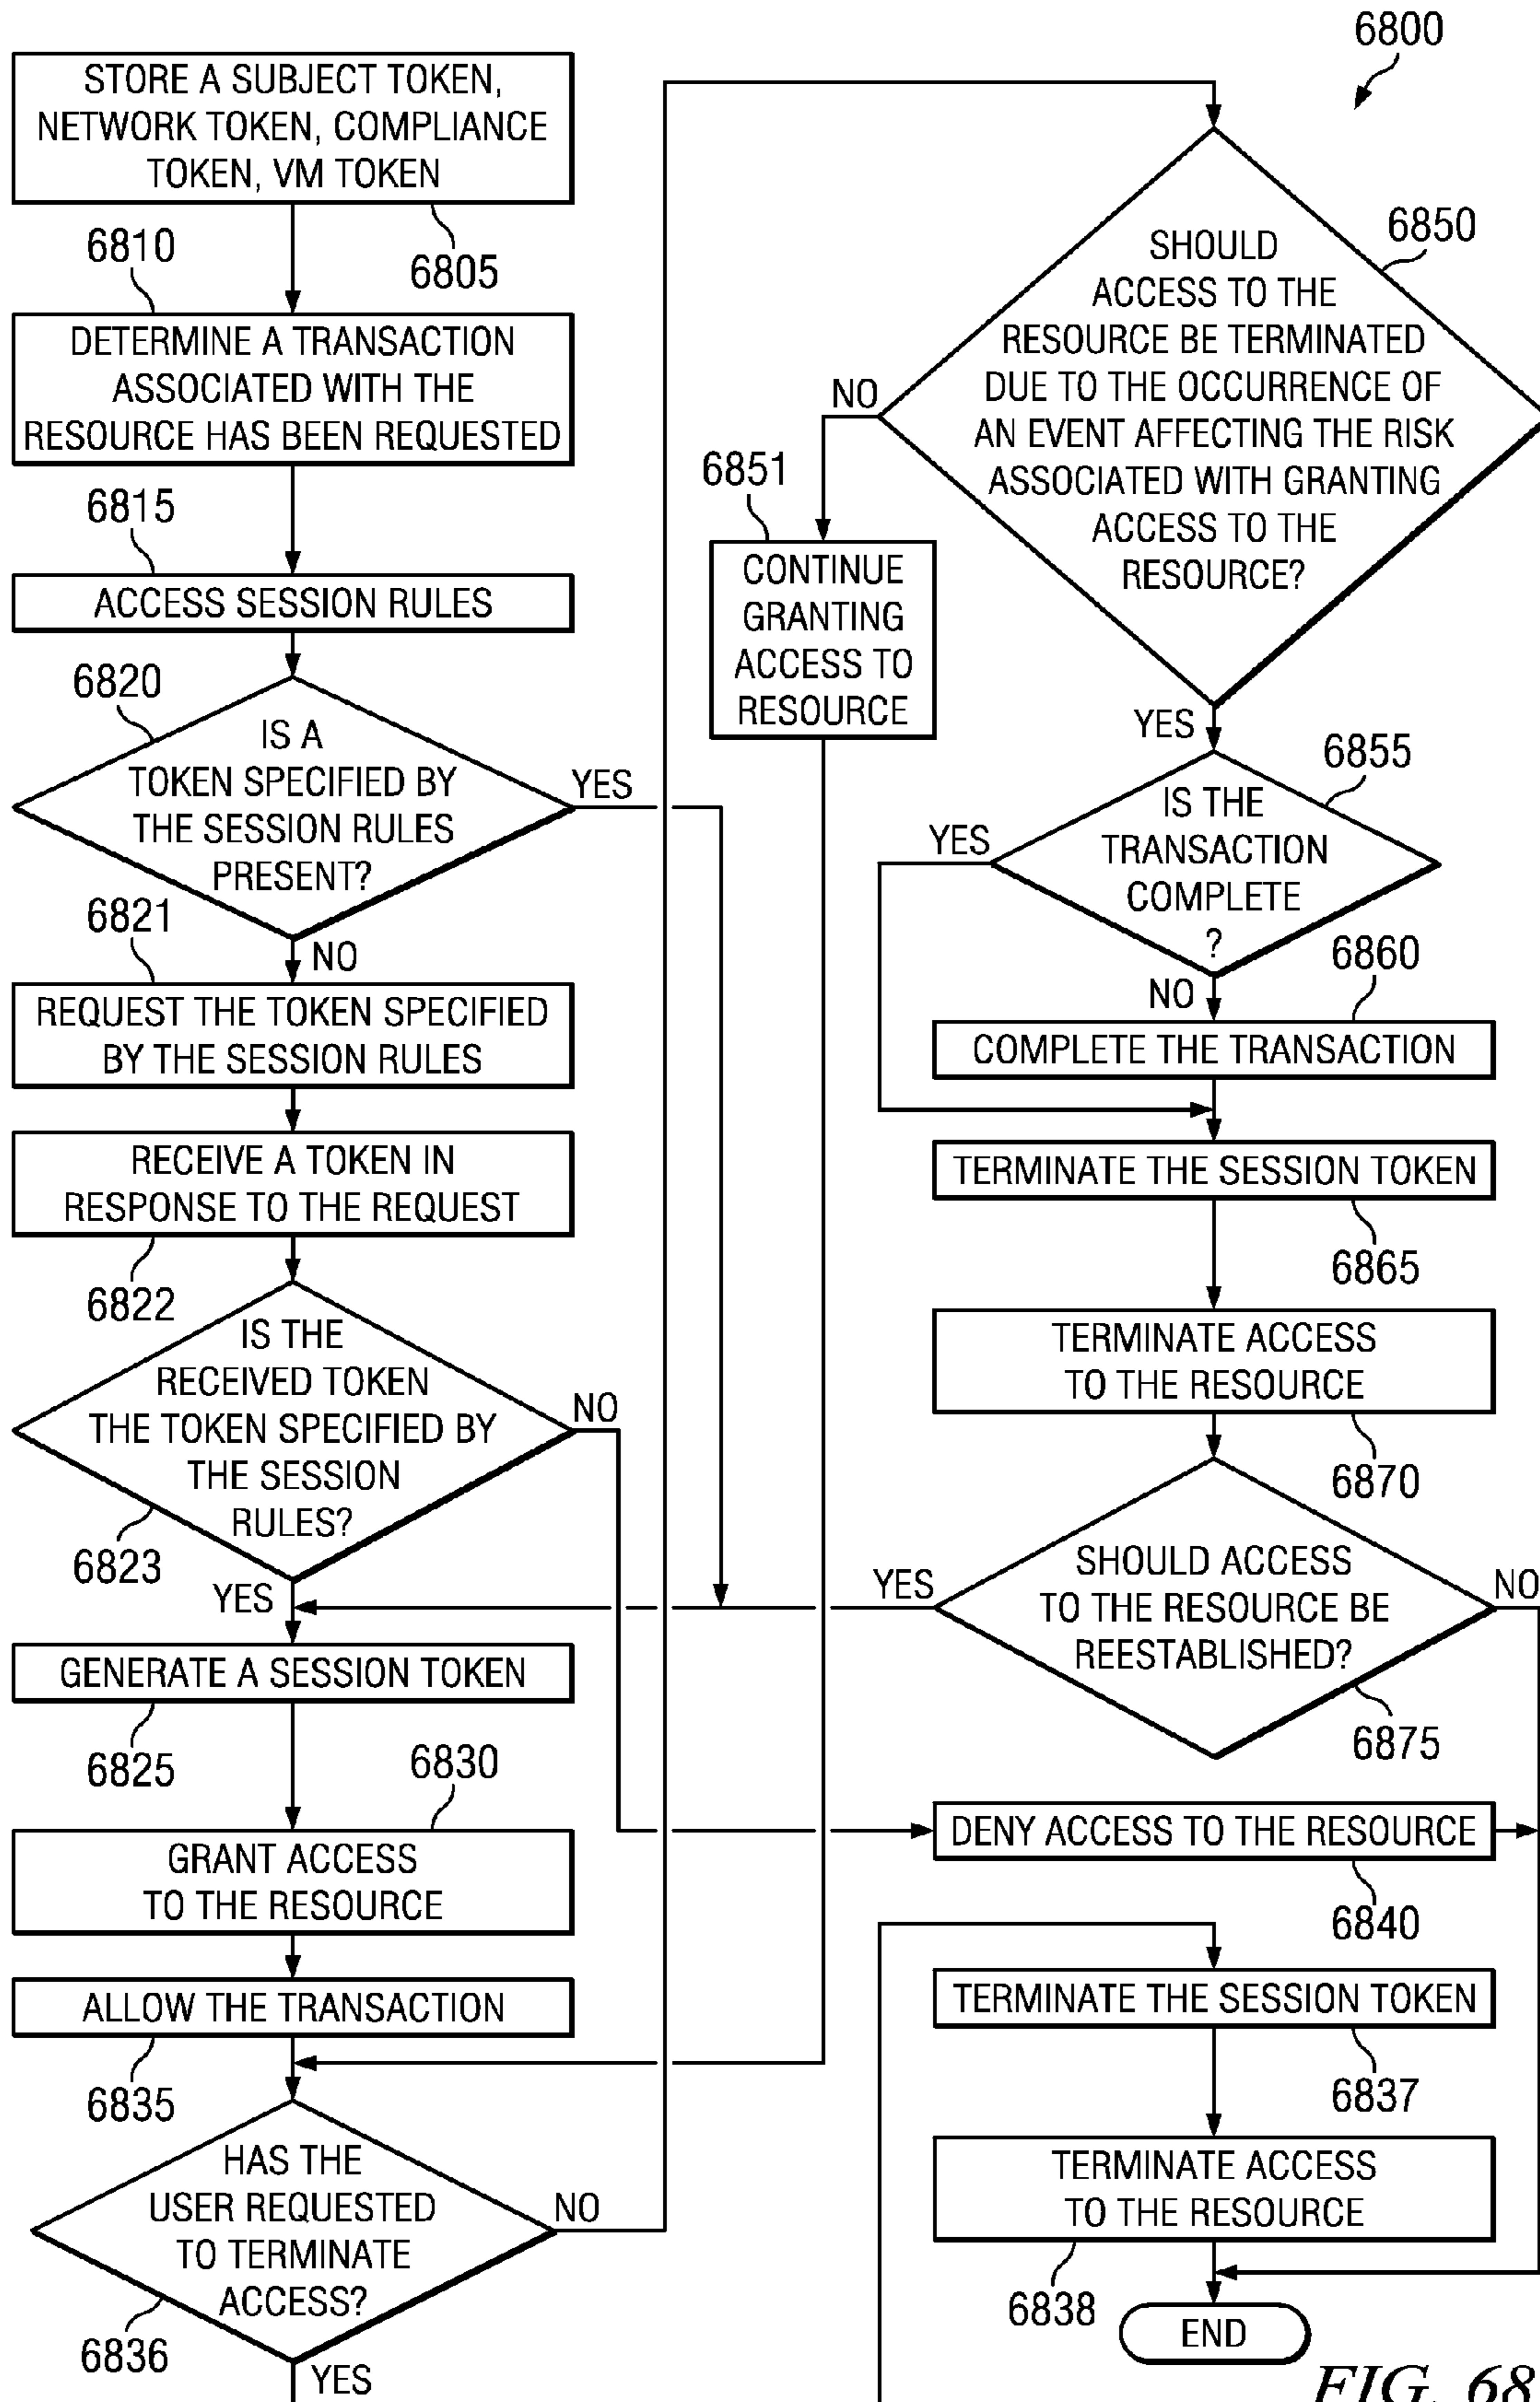 6800
STORE A SUBJECT TOKEN,
NETWORK TOKEN, COMPLIANCE
TOKEN, VM TOKEN
6805
6810
DETERMINE A TRANSACTION
ASSOCIATED WITH THE
RESOURCE HAS BEEN REQUESTED
6815
ACCESS SESSION RULES
6820
IS A
TOKEN SPECIFIED BY
THE SESSION RULES
PRESENT?
YES
NO
6821
REQUEST THE TOKEN SPECIFIED
BY THE SESSION RULES
RECEIVE A TOKEN IN
RESPONSE TO THE REQUEST
6822
IS THE
RECEIVED TOKEN
THE TOKEN SPECIFIED BY
THE SESSION
RULES?
NO
6823
YES
GENERATE A SESSION TOKEN
6825
6830
GRANT ACCESS
TO THE RESOURCE
ALLOW THE TRANSACTION
6835
HAS THE
USER REQUESTED
TO TERMINATE
ACCESS?
NO
6836
YES
6850
SHOULD
ACCESS TO THE
RESOURCE BE TERMINATED
DUE TO THE OCCURRENCE OF
AN EVENT AFFECTING THE RISK
ASSOCIATED WITH GRANTING
ACCESS TO THE
RESOURCE?
NO
6851
CONTINUE
GRANTING
ACCESS TO
RESOURCE
YES
6855
IS THE
TRANSACTION
COMPLETE
?
YES
NO
6860
COMPLETE THE TRANSACTION
TERMINATE THE SESSION TOKEN
6865
TERMINATE ACCESS
TO THE RESOURCE
6870
SHOULD ACCESS
TO THE RESOURCE BE
REESTABLISHED?
YES
NO
6875
DENY ACCESS TO THE RESOURCE
6840
TERMINATE THE SESSION TOKEN
6837
TERMINATE ACCESS
TO THE RESOURCE
6838
END
FIG. 68